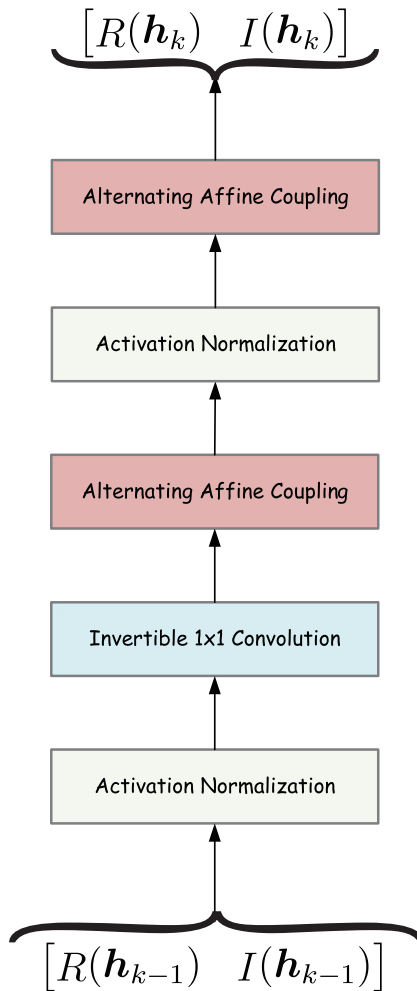 [R(h_k) I(h_k)]
Alternating Affine Coupling
Activation Normalization
Alternating Affine Coupling
Invertible 1x1 Convolution
Activation Normalization
[R(h_{k-1}) I(h_{k-1})]